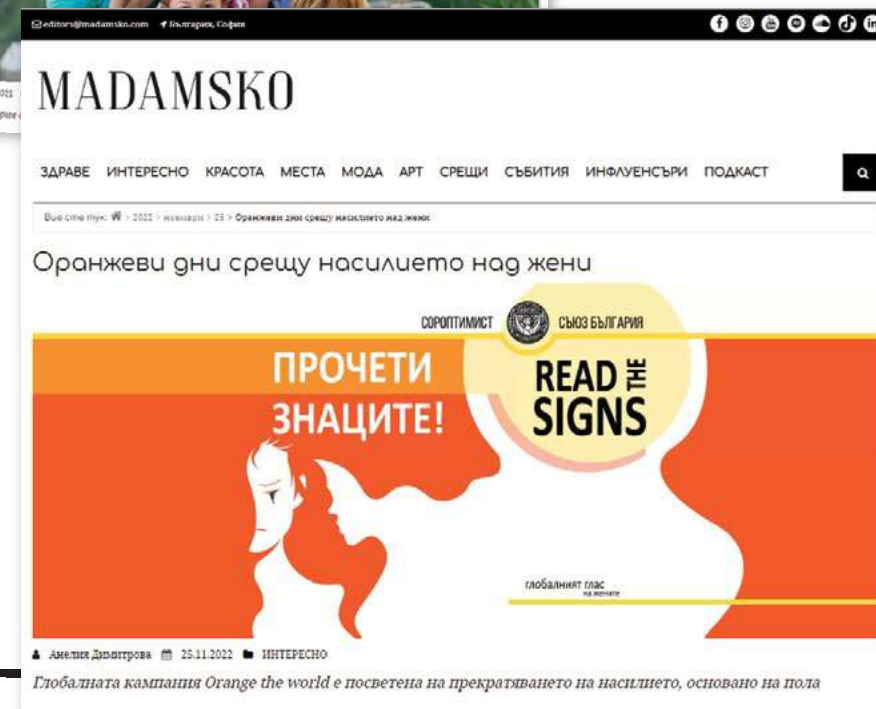 editors@madamsko.com България, София
MADAMSKO
ЗДРАВЕ ИНТЕРЕСНО КРАСОТА МЕСТА МОДА АРТ СРЕЩИ СЪБИТИЯ ИНФЛУЕНСЪРИ ПОДКАСТ
Вие сте тук: > 2022 > ноември > 25 > Оранжеви дни срещу насилието над жени
Оранжеви дни срещу насилието над жени
СОРОПТИМИСТ СЪЮЗ БЪЛГАРИЯ
ПРОЧЕТИ
ЗНАЦИТЕ!
READ THE
SIGNS
глобалният глас
на жените
Анелия Димитрова 25.11.2022 ИНТЕРЕСНО
Глобалната кампания Orange the world е посветена на прекратяването на насилието, основано на пола